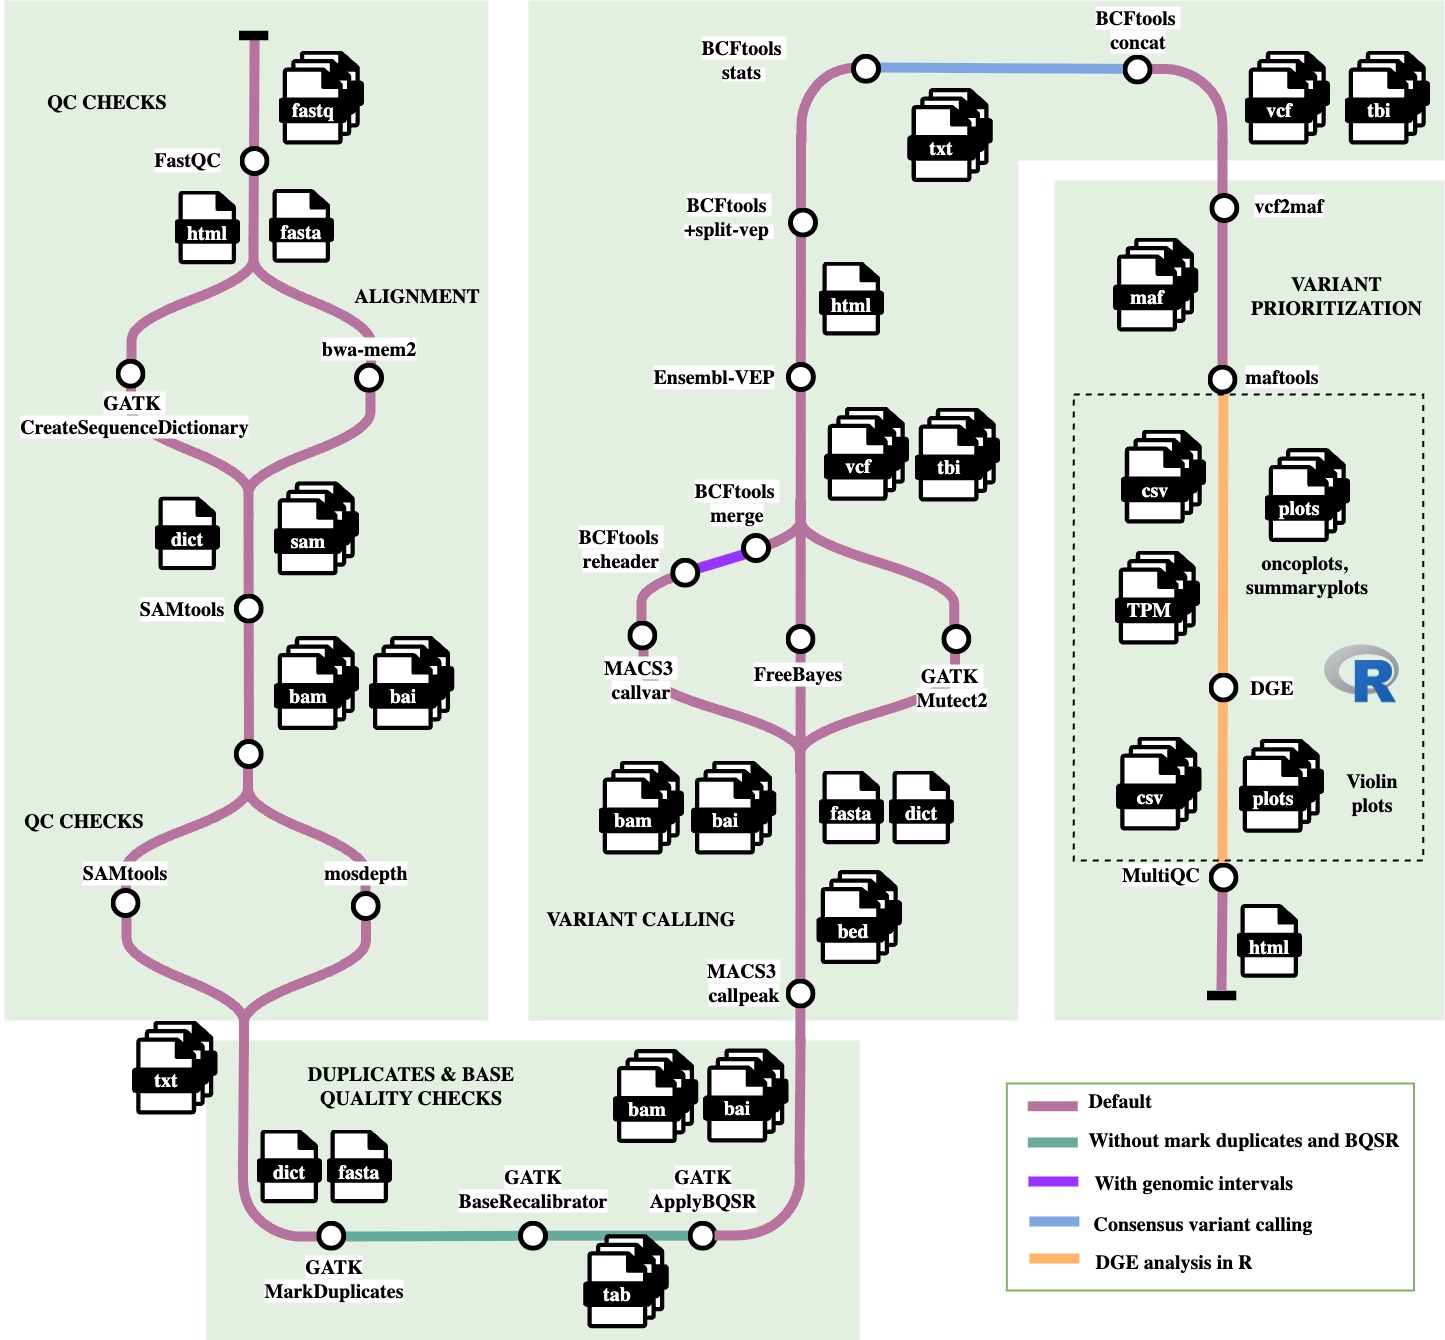 QC CHECKS
fastq
FastQC
html
fasta
ALIGNMENT
bwa-mem2
GATK
CreateSequenceDictionary
dict
sam
SAMtools
bam
bai
QC CHECKS
SAMtools
mosdepth
txt
DUPLICATES & BASE
QUALITY CHECKS
dict
fasta
GATK
MarkDuplicates
GATK
BaseRecalibrator
tab
GATK
ApplyBQSR
bam
bai
MACS3
callpeak
bed
VARIANT CALLING
bam
bai
fasta
dict
MACS3
callvar
FreeBayes
GATK
Mutect2
BCFtools
reheader
BCFtools
merge
vcf
tbi
Ensembl-VEP
html
BCFtools
+split-vep
BCFtools
stats
txt
BCFtools
concat
vcf
tbi
vcf2maf
maf
VARIANT
PRIORITIZATION
maftools
csv
plots
oncoplots,
summaryplots
TPM
R
DGE
csv
plots
Violin
plots
MultiQC
html
Default
Without mark duplicates and BQSR
With genomic intervals
Consensus variant calling
DGE analysis in R